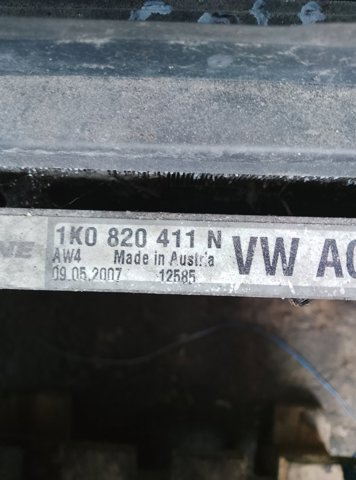 1K0 820 411 N VW AG
AW4 Made in Austria
09.05.2007 12585